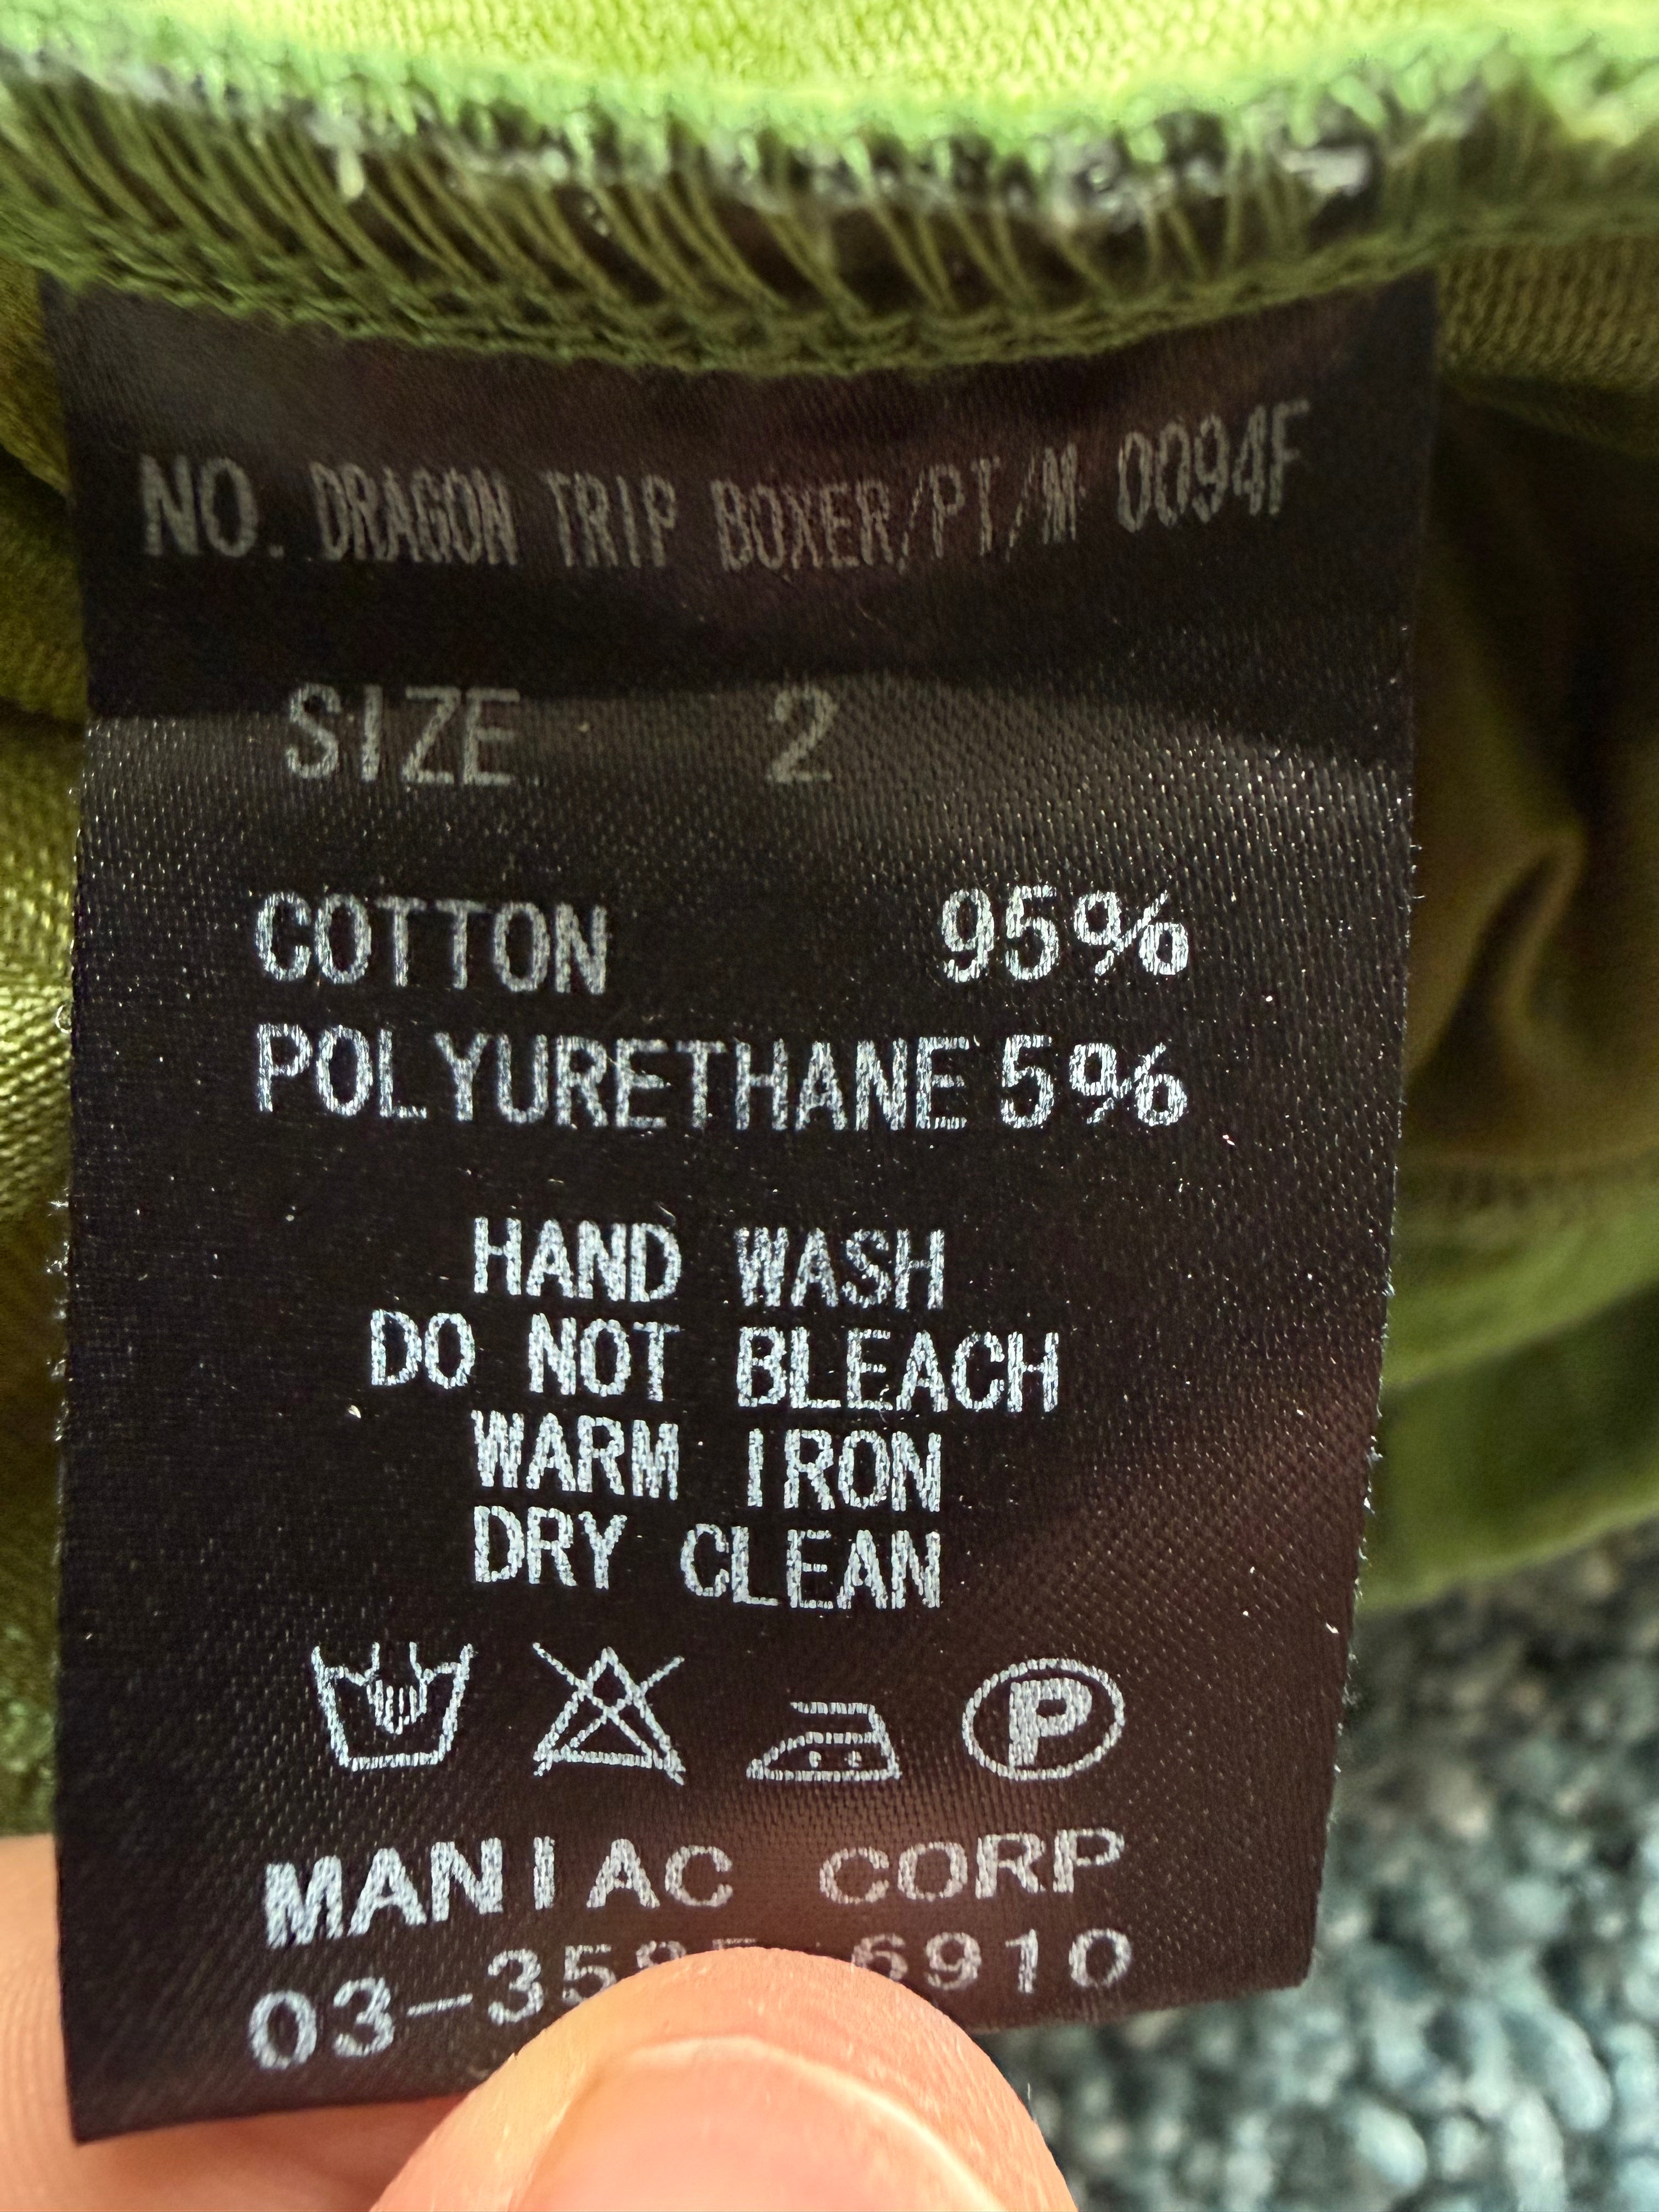 NO. DRAGON TRIP BOXER/PT/M 0094F
SIZE 2
COTTON 95%
POLYURETHANE 5%
HAND WASH
DO NOT BLEACH
WARM IRON
DRY CLEAN
P
MANIAC CORP